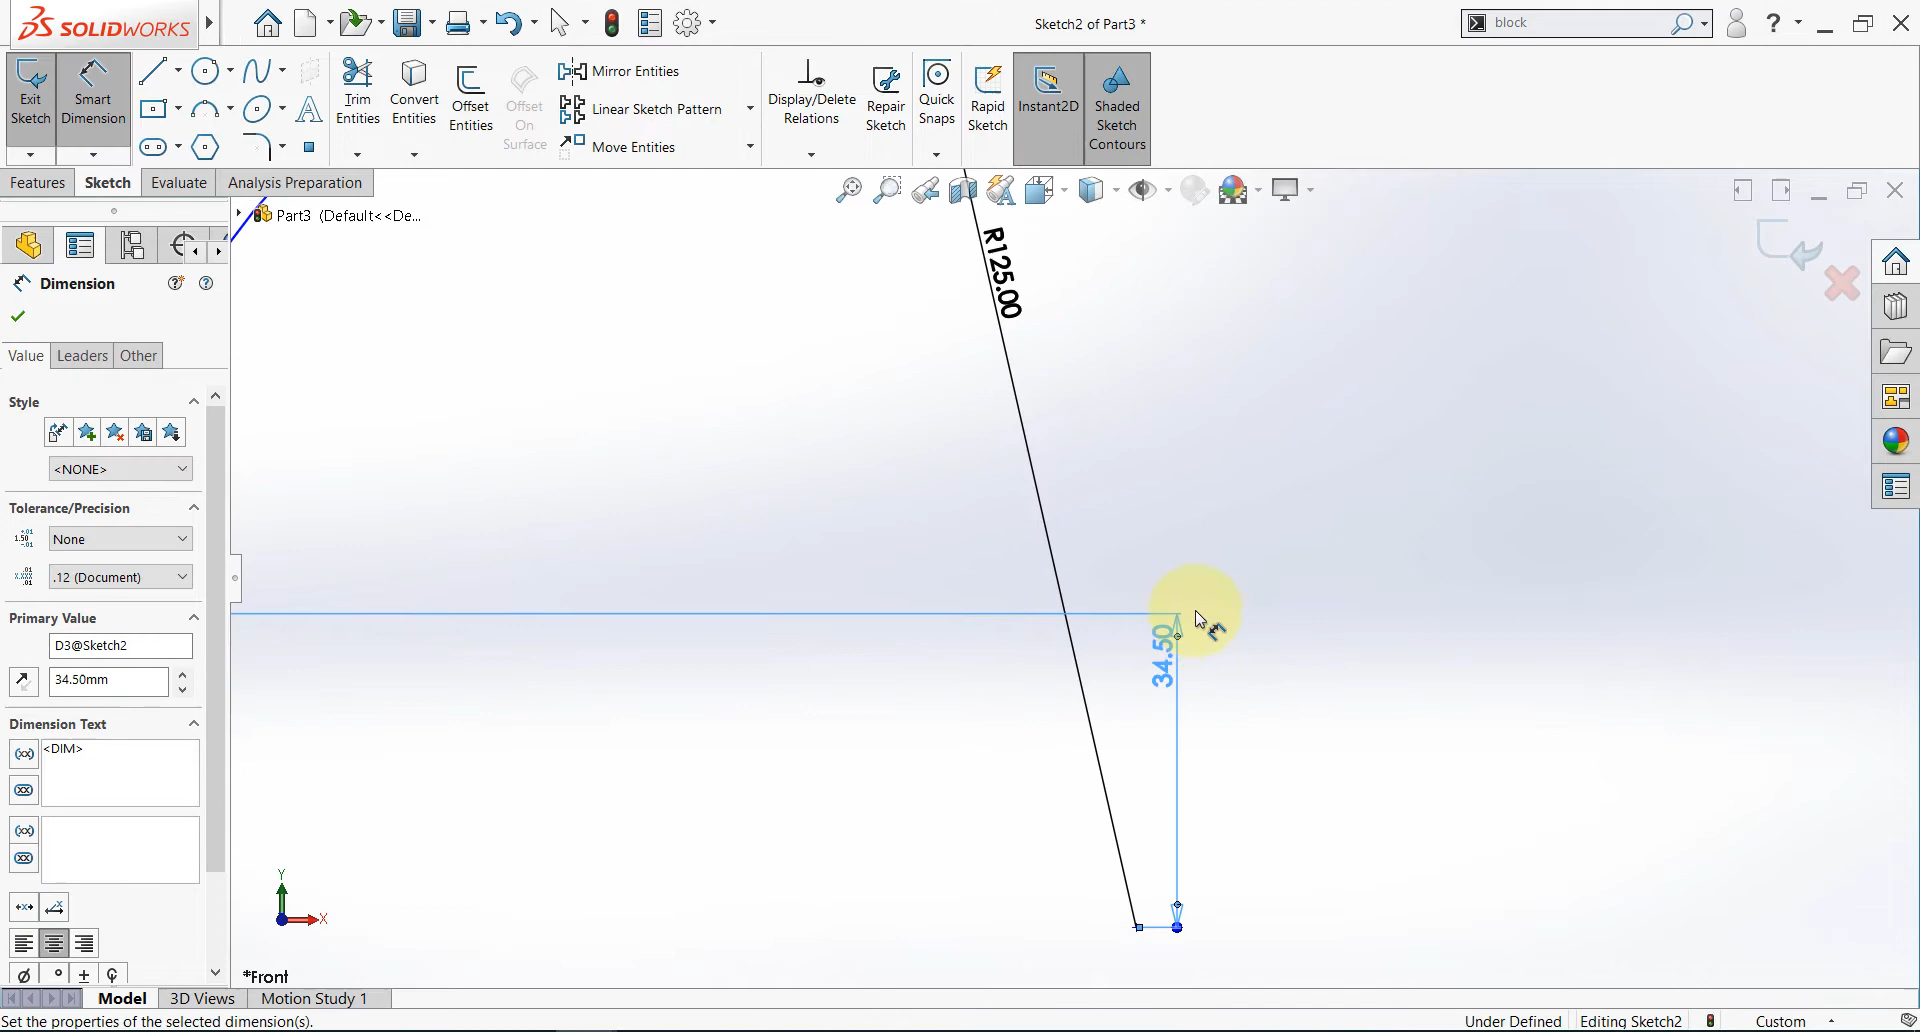 SOLIDWORKS
Sketch2 of Part3 *
block
Exit Sketch
Smart Dimension
Trim Entities
Convert Entities
Offset Entities
Offset On Surface
Mirror Entities
Linear Sketch Pattern
Move Entities
Display/Delete Relations
Repair Sketch
Quick Snaps
Rapid Sketch
Instant2D
Shaded Sketch Contours
Features
Sketch
Evaluate
Analysis Preparation
Part3 (Default<<De...
Dimension
Value
Leaders
Other
Style
<NONE>
Tolerance/Precision
None
.12 (Document)
Primary Value
D3@Sketch2
34.50mm
Dimension Text
<DIM>
R125.00
34.50
Y
X
*Front
Model
3D Views
Motion Study 1
Set the properties of the selected dimension(s).
Under Defined
Editing Sketch2
Custom